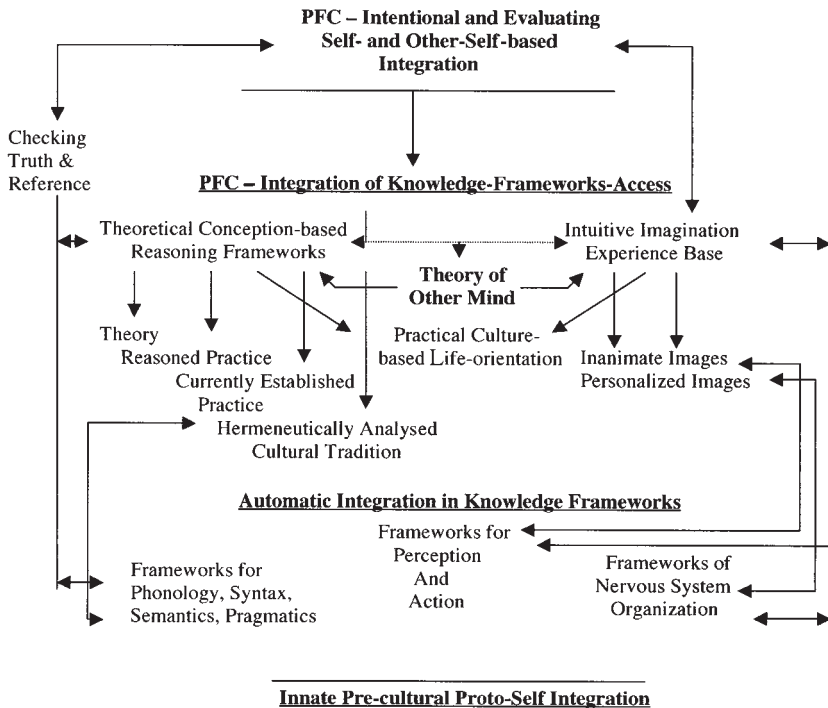 PFC – Intentional and Evaluating
Self- and Other-Self-based
Integration
Checking
Truth &
Reference
PFC – Integration of Knowledge-Frameworks-Access
Theoretical Conception-based
Reasoning Frameworks
Intuitive Imagination
Experience Base
Theory of
Other Mind
Theory
Reasoned Practice
Currently Established
Practice
Hermeneutically Analysed
Cultural Tradition
Practical Culture-
based Life-orientation
Inanimate Images
Personalized Images
Automatic Integration in Knowledge Frameworks
Frameworks for
Perception
And
Action
Frameworks for
Phonology, Syntax,
Semantics, Pragmatics
Frameworks of
Nervous System
Organization
Innate Pre-cultural Proto-Self Integration